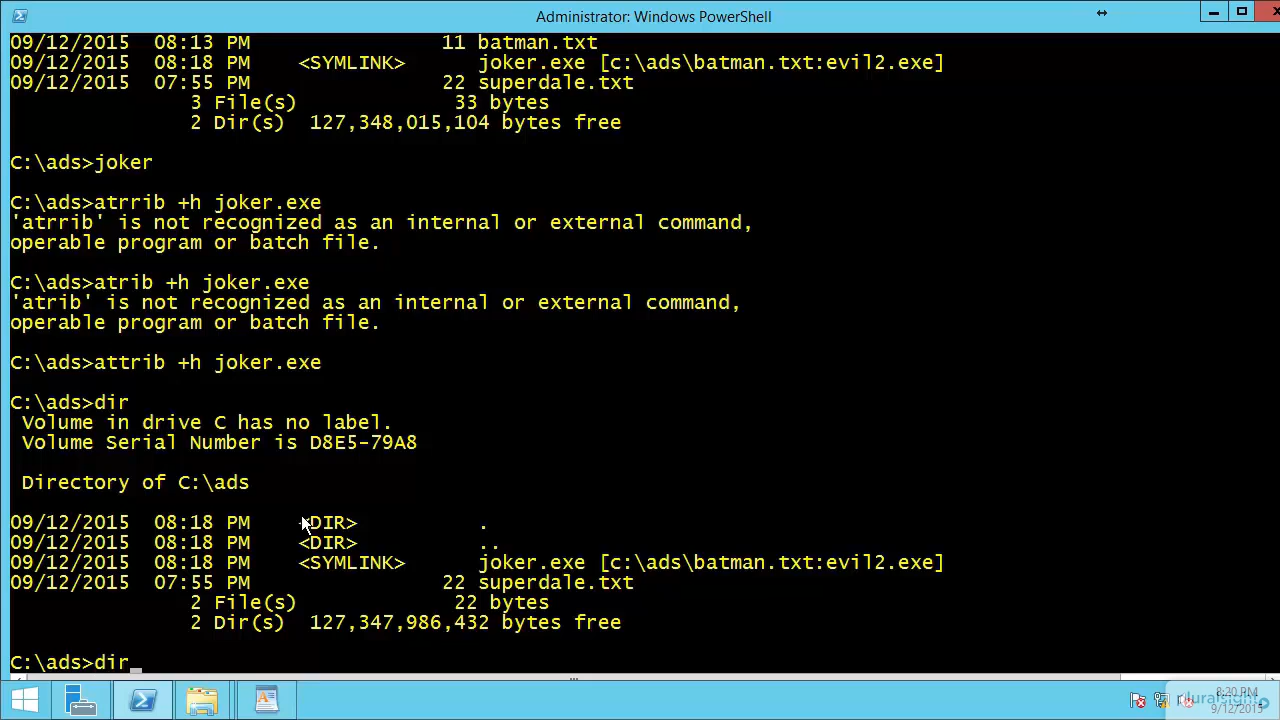 Administrator: Windows PowerShell
09/12/2015  08:13 PM                11 batman.txt
09/12/2015  08:18 PM    <SYMLINK>      joker.exe [c:\ads\batman.txt:evil2.exe]
09/12/2015  07:55 PM                22 superdale.txt
3 File(s)             33 bytes
2 Dir(s)  127,348,015,104 bytes free
C:\ads>joker
C:\ads>atrrib +h joker.exe
'atrrib' is not recognized as an internal or external command,
operable program or batch file.
C:\ads>atrib +h joker.exe
'atrib' is not recognized as an internal or external command,
operable program or batch file.
C:\ads>attrib +h joker.exe
C:\ads>dir
Volume in drive C has no label.
Volume Serial Number is D8E5-79A8
Directory of C:\ads
09/12/2015  08:18 PM    <DIR>          .
09/12/2015  08:18 PM    <DIR>          ..
09/12/2015  08:18 PM    <SYMLINK>      joker.exe [c:\ads\batman.txt:evil2.exe]
09/12/2015  07:55 PM                22 superdale.txt
2 File(s)             22 bytes
2 Dir(s)  127,347,986,432 bytes free
C:\ads>dir
8:20 PM
9/12/2015
pluralsight